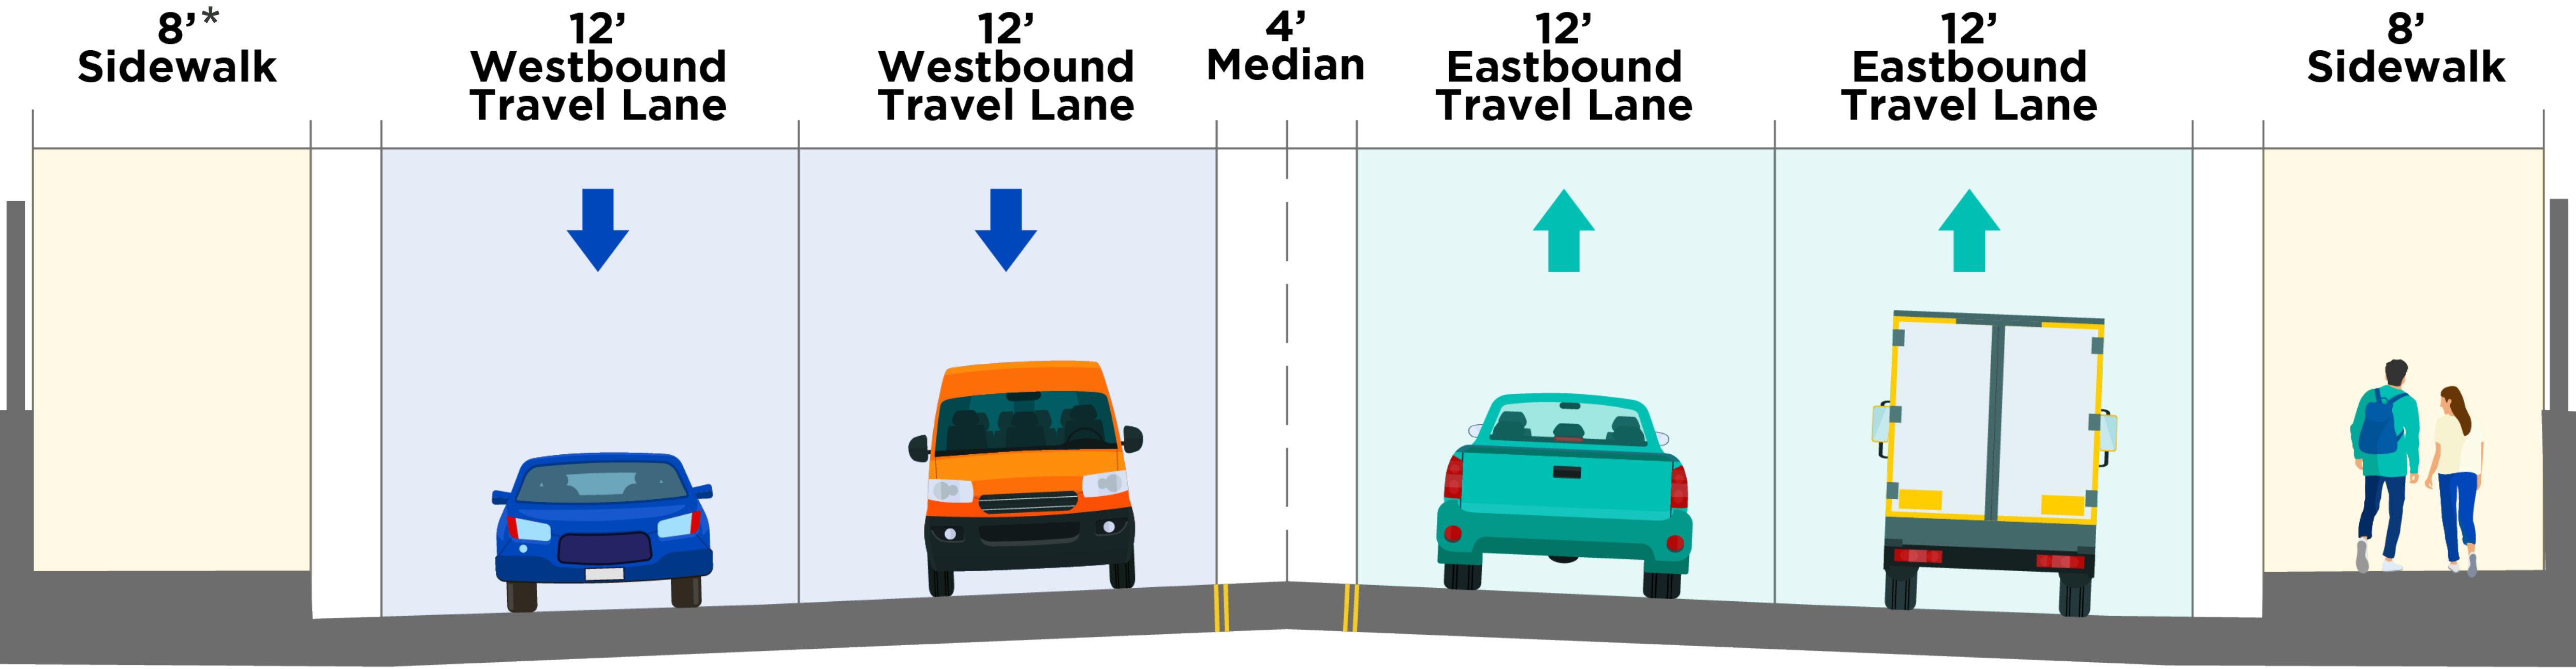 8’*
Sidewalk
12’
Westbound
Travel Lane
12’
Westbound
Travel Lane
4’
Median
12’
Eastbound
Travel Lane
12’
Eastbound
Travel Lane
8’
Sidewalk